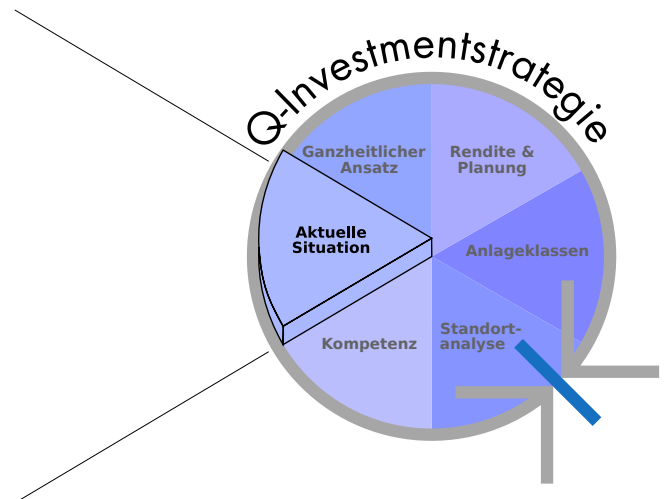 Q-Investmentstrategie
Ganzheitlicher
Ansatz
Rendite &
Planung
Aktuelle
Situation
Anlageklassen
Kompetenz
Standort-
analyse